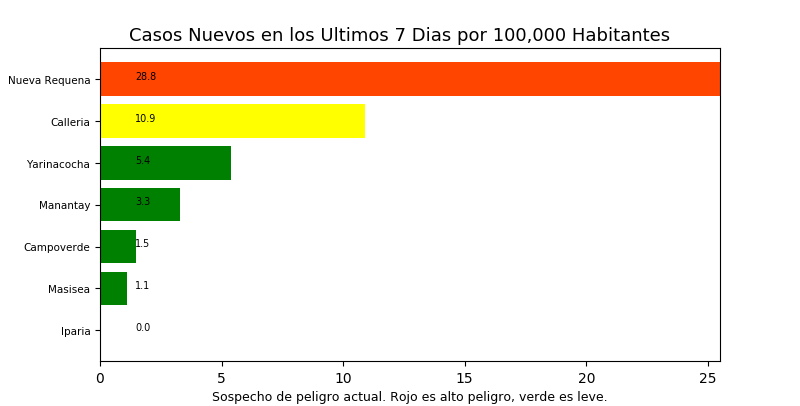 Casos Nuevos en los Ultimos 7 Dias por 100,000 Habitantes
Nueva Requena 28.8
Calleria 10.9
Yarinacocha 5.4
Manantay 3.3
Campoverde 1.5
Masisea 1.1
Iparia 0.0
0 5 10 15 20 25
Sospecho de peligro actual. Rojo es alto peligro, verde es leve.